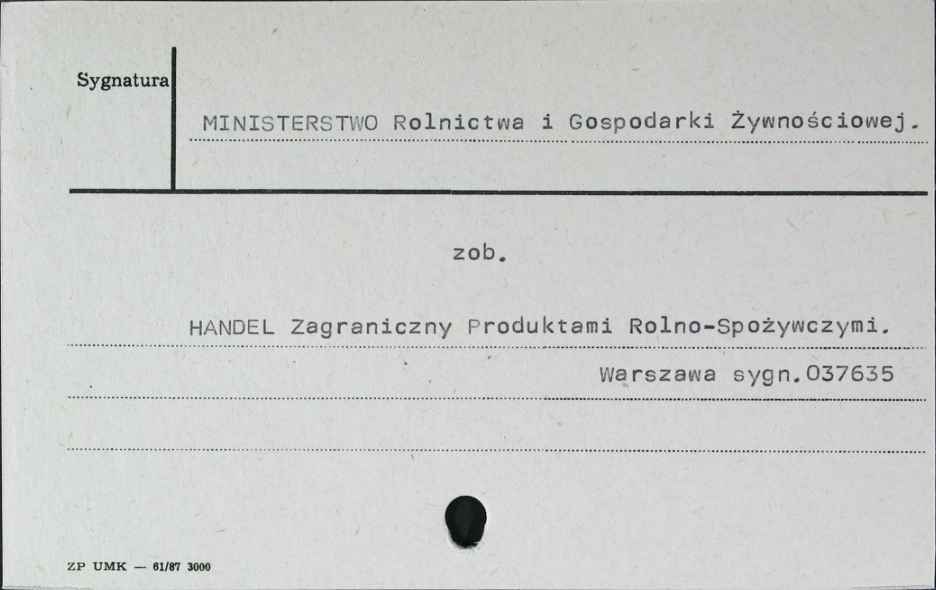 Sygnatura
MINISTERSTWO Rolnictwa i Gospodarki Żywnościowej.
zob.
HANDEL Zagraniczny Produktami Rolno-Spożywczymi.
Warszawa sygn.037635
ZP UMK — 61/87 3000